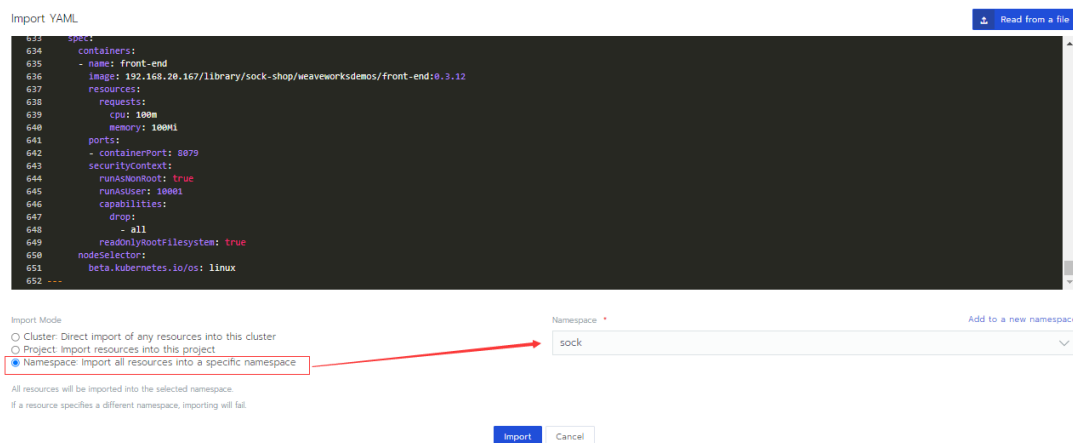 Import YAML
Read from a file
633 spec:
634 containers:
635 - name: front-end
636 image: 192.168.20.167/library/sock-shop/weaveworksdemos/front-end:0.3.12
637 resources:
638 requests:
639 cpu: 100m
640 memory: 100Mi
641 ports:
642 - containerPort: 8079
643 securityContext:
644 runAsNonRoot: true
645 runAsUser: 10001
646 capabilities:
647 drop:
648 - all
649 readOnlyRootFilesystem: true
650 nodeSelector:
651 beta.kubernetes.io/os: linux
652 ---
Import Mode
Cluster: Direct import of any resources into this cluster
Project: Import resources into this project
Namespace: Import all resources into a specific namespace
All resources will be imported into the selected namespace.
If a resource specifies a different namespace, importing will fail.
Namespace *
Add to a new namespace
sock
Import
Cancel